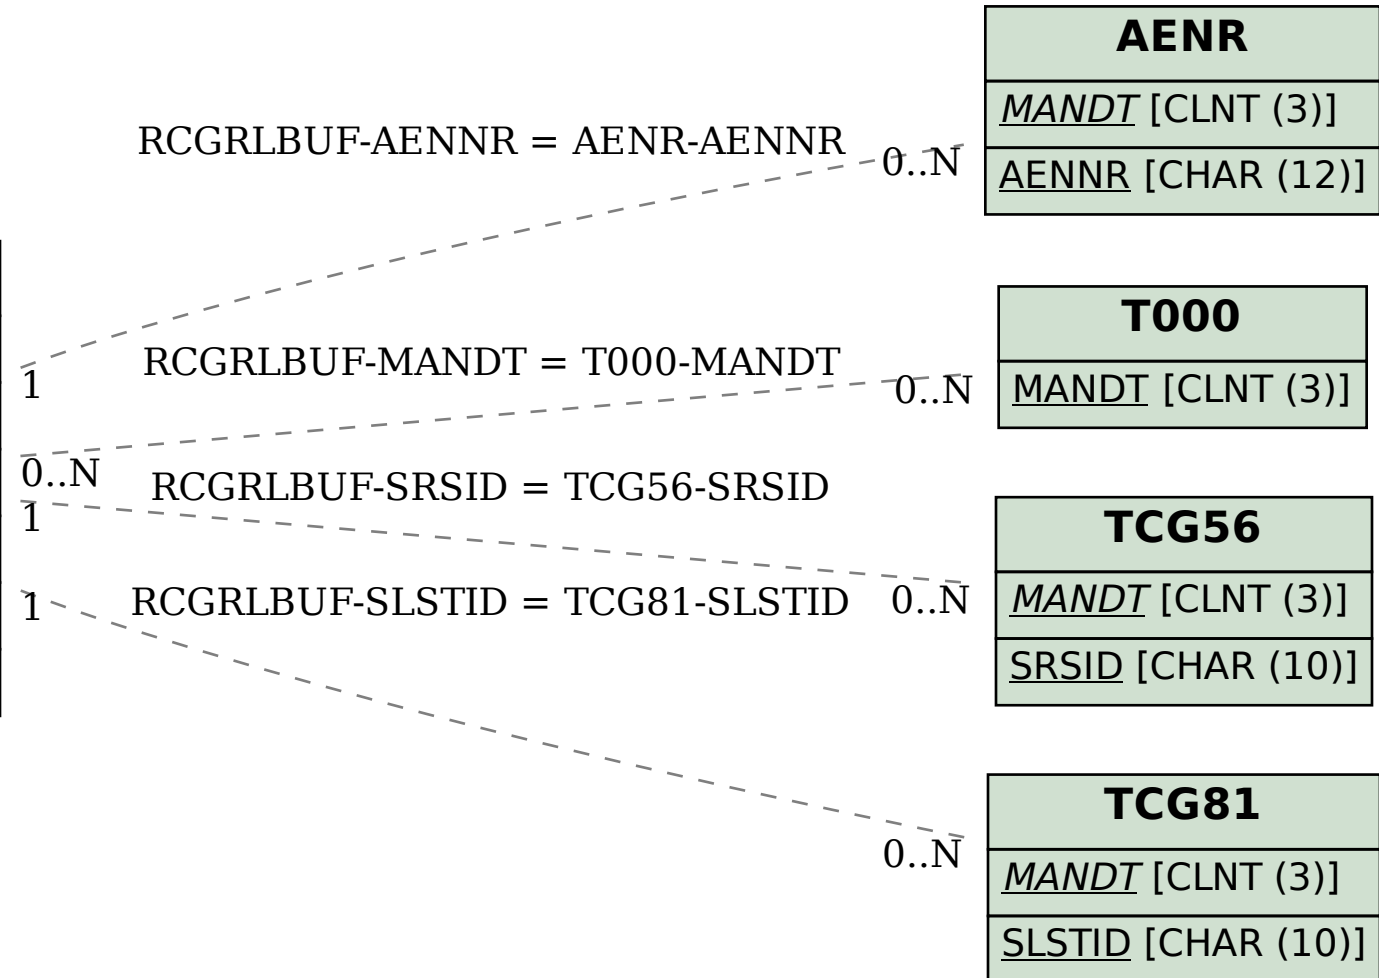 AENR
MANDT [CLNT (3)]
AENNR [CHAR (12)]
RCGRLBUF-AENNR = AENR-AENNR
0..N
1
T000
MANDT [CLNT (3)]
RCGRLBUF-MANDT = T000-MANDT
0..N
0..N
RCGRLBUF-SRSID = TCG56-SRSID
1
0..N
TCG56
MANDT [CLNT (3)]
SRSID [CHAR (10)]
RCGRLBUF-SLSTID = TCG81-SLSTID
1
0..N
TCG81
MANDT [CLNT (3)]
SLSTID [CHAR (10)]